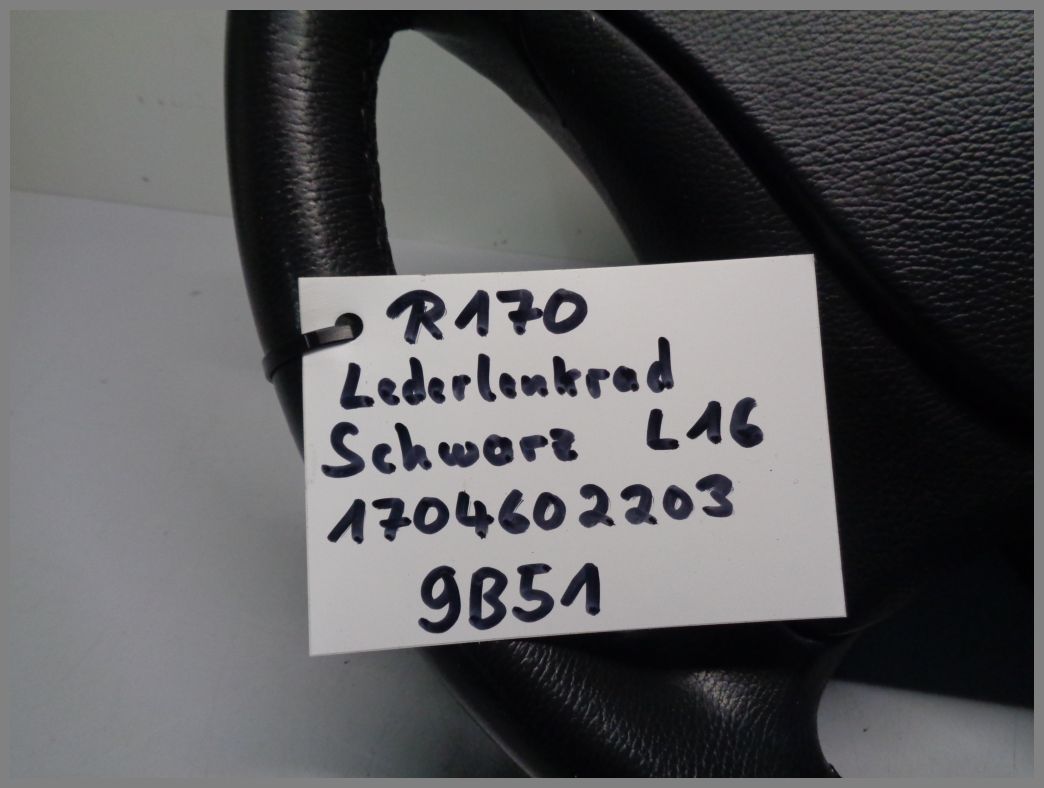 R170
Lederlenkrad
Schwarz L16
1704602203
9B51